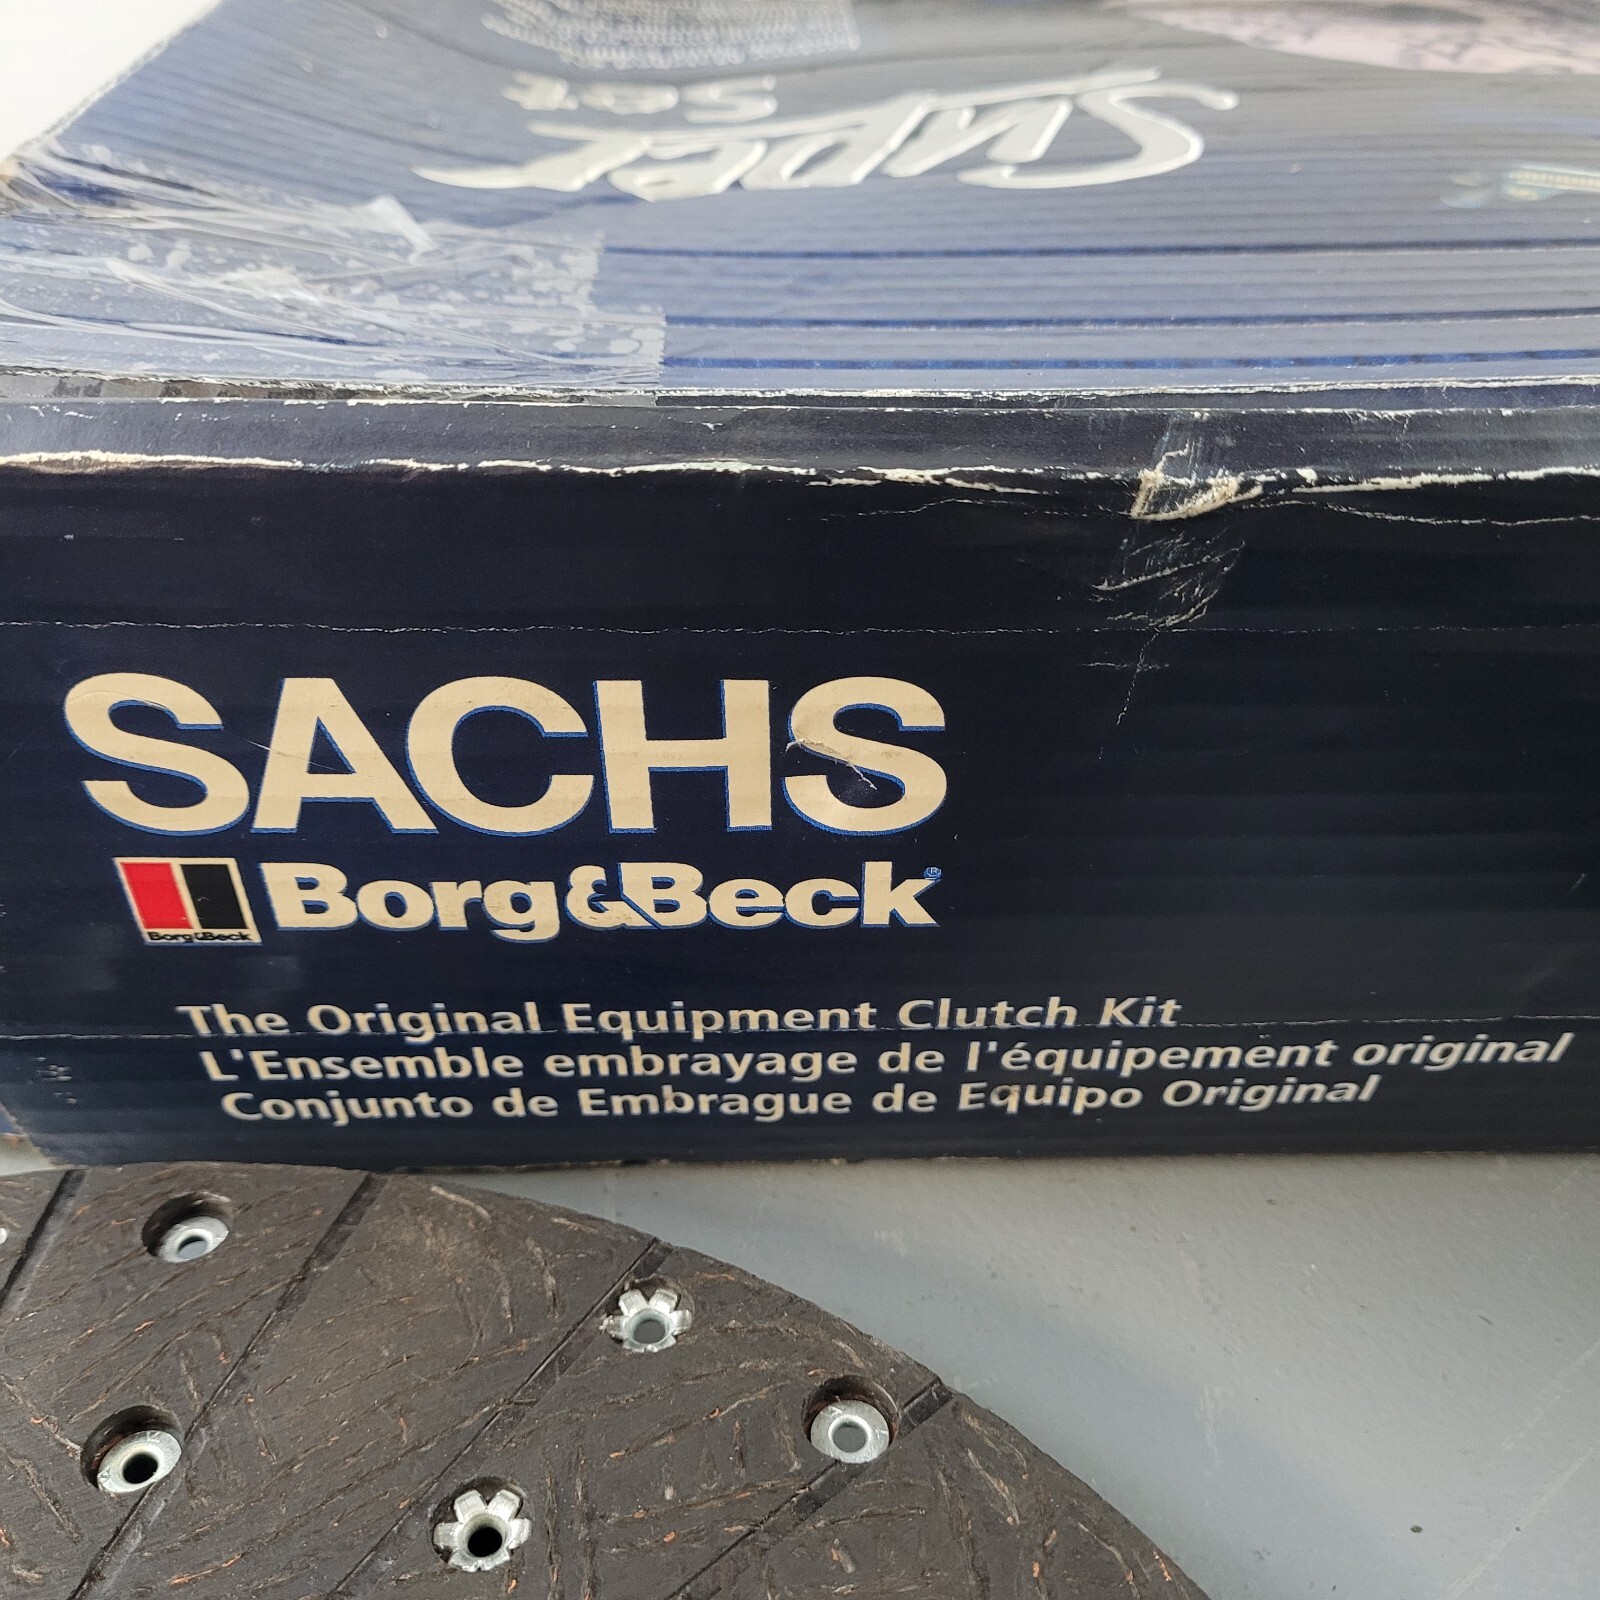 Super
Set
SACHS
Borg&Beck
Borg&Beck®
The Original Equipment Clutch Kit
L'Ensemble embrayage de l'équipement original
Conjunto de Embrague de Equipo Original